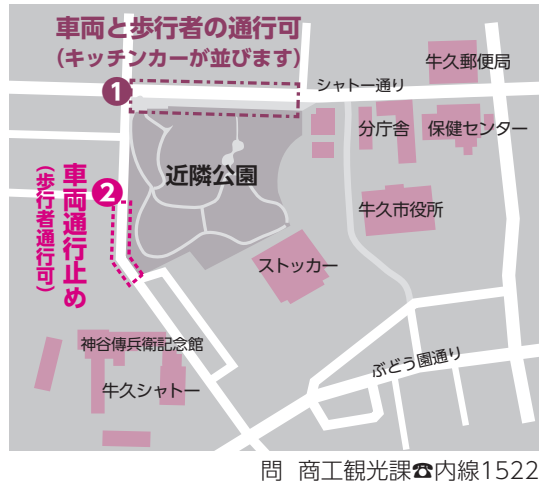 車両と歩行者の通行可
(キッチンカーが並びます)
❶
シャトー通り
牛久郵便局
分庁舎
保健センター
近隣公園
❷
車両通行止め
(歩行者通行可)
牛久市役所
ストッカー
神谷傳兵衛記念館
牛久シャトー
ぶどう園通り
問 商工観光課☎内線1522